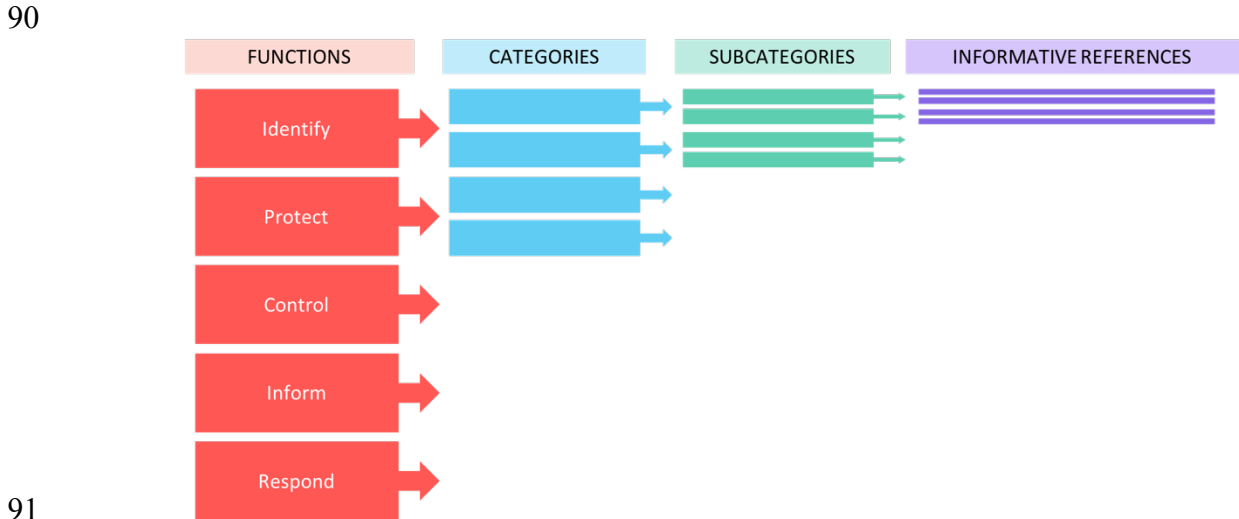 90
FUNCTIONS CATEGORIES SUBCATEGORIES INFORMATIVE REFERENCES
Identify
Protect
Control
Inform
Respond
91